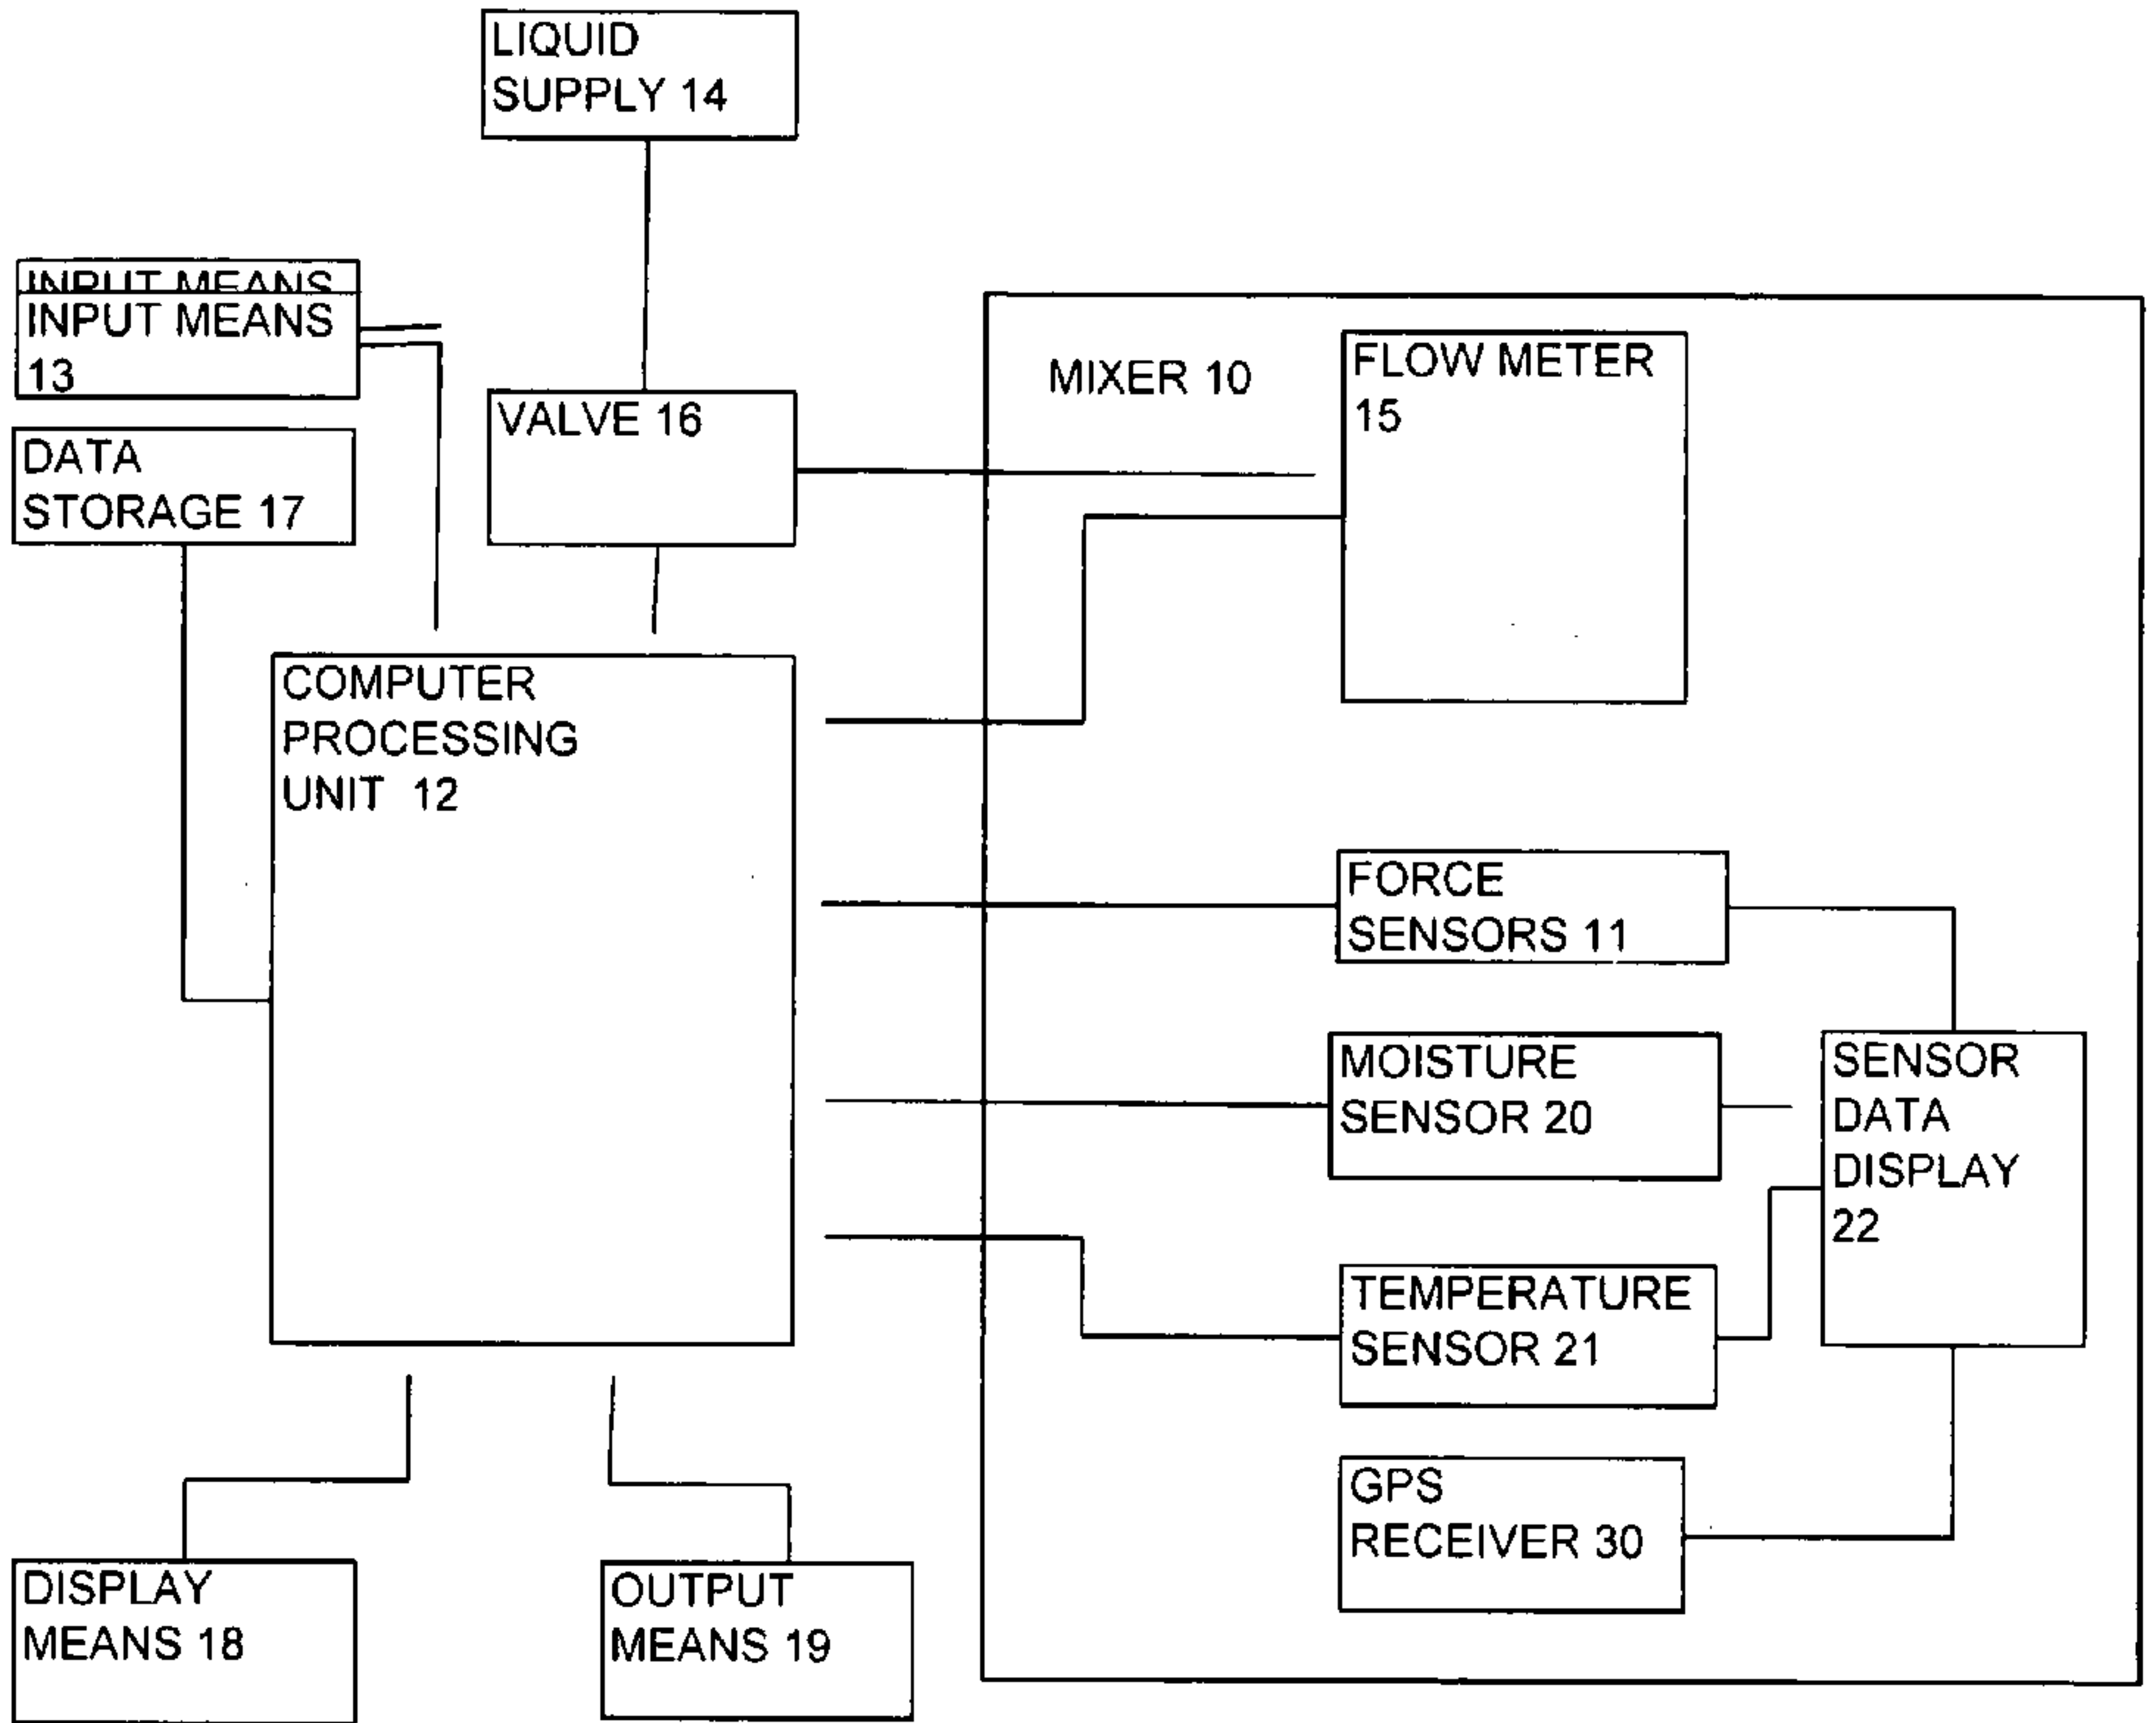 LIQUID
SUPPLY 14
INPUT MEANS
INPUT MEANS
13
DATA
STORAGE 17
VALVE 16
MIXER 10
FLOW METER
15
COMPUTER
PROCESSING
UNIT 12
FORCE
SENSORS 11
MOISTURE
SENSOR 20
SENSOR
DATA
DISPLAY
22
TEMPERATURE
SENSOR 21
GPS
RECEIVER 30
DISPLAY
MEANS 18
OUTPUT
MEANS 19